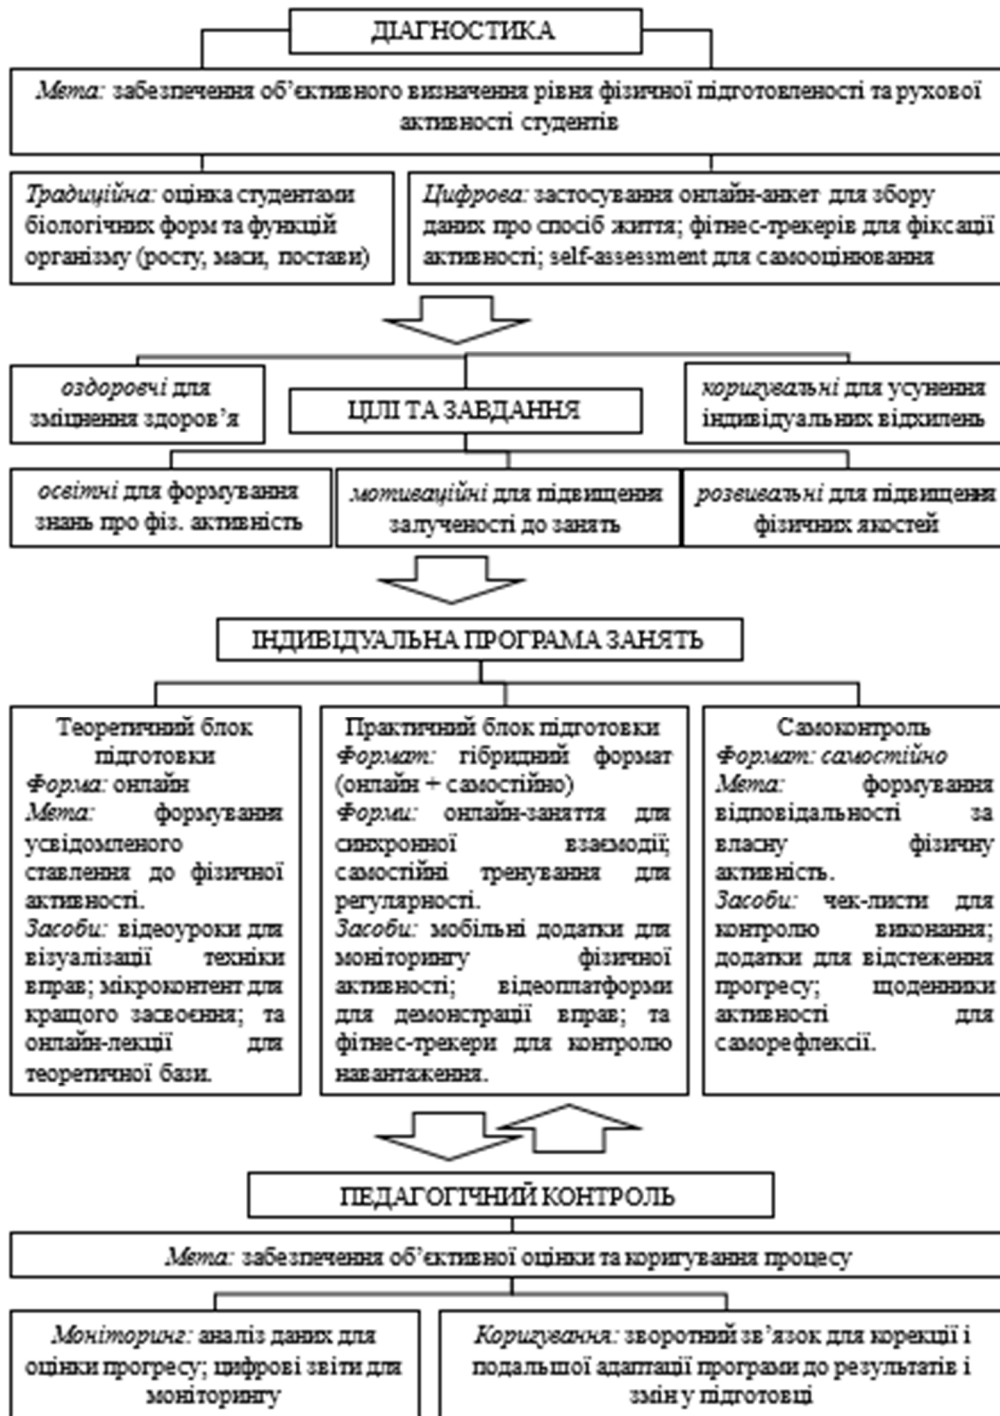 ДІАГНОСТИКА
Мета: забезпечення об’єктивного визначення рівня фізичної підготовленості та рухової
активності студентів
Традиційна: оцінка студентами
біологічних форм та функцій
організму (росту, маси, постави)
Цифрова: застосування онлайн-анкет для збору
даних про спосіб життя; фітнес-трекерів для фіксації
активності; self-assessment для самооцінювання
оздоровчі для
зміцнення здоров’я
ЦІЛІ ТА ЗАВДАННЯ
коригувальні для усунення
індивідуальних відхилень
освітні для формування
знань про фіз. активність
мотиваційні для підвищення
залученості до занять
розвивальні для підвищення
фізичних якостей
ІНДИВІДУАЛЬНА ПРОГРАМА ЗАНЯТЬ
Теоретичний блок
підготовки
Форма: онлайн
Мета: формування
усвідомленого
ставлення до фізичної
активності.
Засоби: відеоуроки для
візуалізації техніки
вправ; мікроконтент для
кращого засвоєння; та
онлайн-лекції для
теоретичної бази.
Практичний блок підготовки
Формат: гібридний формат
(онлайн + самостійно)
Форми: онлайн-заняття для
синхронної взаємодії;
самостійні тренування для
регулярності.
Засоби: мобільні додатки для
моніторингу фізичної
активності; відеоплатформи
для демонстрації вправ; та
фітнес-трекери для контролю
навантаження.
Самоконтроль
Формат: самостійно
Мета: формування
відповідальності за
власну фізичну
активність.
Засоби: чек-листи для
контролю виконання;
додатки для відстеження
прогресу; щоденники
активності для
саморефлексії.
ПЕДАГОГІЧНИЙ КОНТРОЛЬ
Мета: забезпечення об’єктивної оцінки та коригування процесу
Моніторинг: аналіз даних для
оцінки прогресу; цифрові звіти для
моніторингу
Коригування: зворотний зв’язок для корекції і
подальшої адаптації програми до результатів і
змін у підготовці